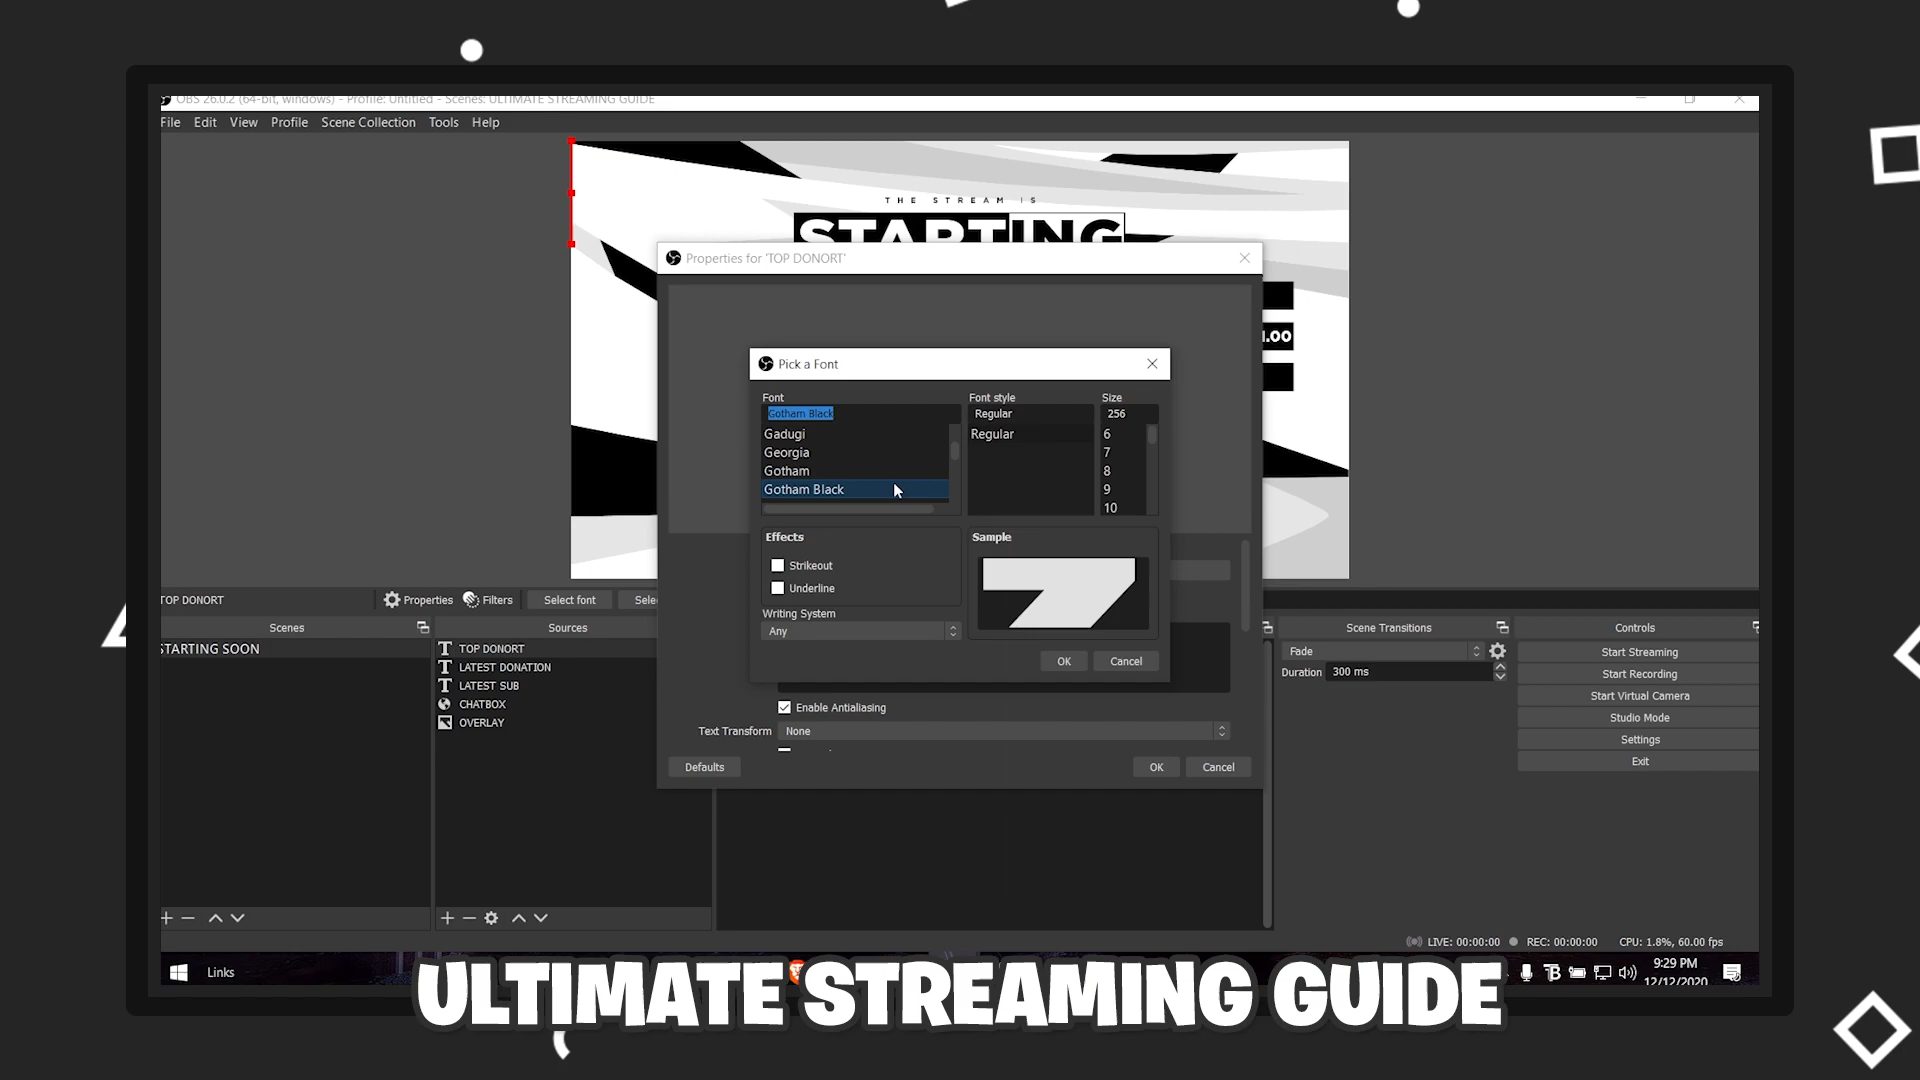 OBS 26.0.2 (64-bit, windows) - Profile: Untitled - Scenes: ULTIMATE STREAMING GUIDE
File Edit View Profile Scene Collection Tools Help
THE STREAM IS
STARTING
Properties for 'TOP DONORT'
1.00
Pick a Font
Font Font style Size
Gotham Black Regular 256
Gadugi Regular 6
Georgia 7
Gotham 8
Gotham Black 9
10
Effects Sample
Strikeout
Underline
Writing System
Any
OK Cancel
Enable Antialiasing
Text Transform None
Defaults OK Cancel
TOP DONORT Properties Filters Select font Sele
Scenes Sources Scene Transitions Controls
STARTING SOON
TOP DONORT
LATEST DONATION
LATEST SUB
CHATBOX
OVERLAY
Fade
Duration 300 ms
Start Streaming
Start Recording
Start Virtual Camera
Studio Mode
Settings
Exit
LIVE: 00:00:00 REC: 00:00:00 CPU: 1.8%, 60.00 fps
Links
9:29 PM
12/12/2020
ULTIMATE STREAMING GUIDE